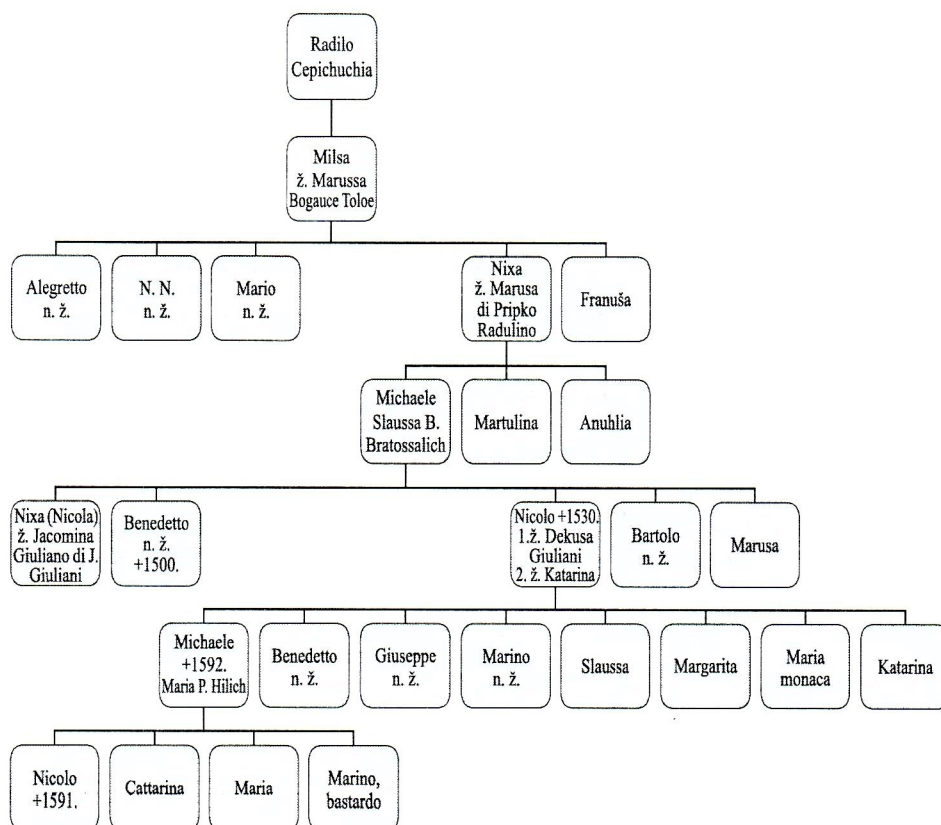 Radilo
Cepichuchia
Milsa
ž. Marussa
Bogauce Toloe
Alegretto
n. ž.
N. N.
n. ž.
Mario
n. ž.
Nixa
ž. Marusa
di Pripko
Radulino
Franuša
Michaele
Slaussa B.
Bratossalich
Martulina
Anuhlia
Nixa (Nicola)
ž. Jacomina
Giuliano di J.
Giuliani
Benedetto
n. ž.
+1500.
Nicolo +1530.
1.ž. Dekusa
Giuliani
2. ž. Katarina
Bartolo
n. ž.
Marusa
Michaele
+1592.
Maria P. Hilich
Benedetto
n. ž.
Giuseppe
n. ž.
Marino
n. ž.
Slaussa
Margarita
Maria
monaca
Katarina
Nicolo
+1591.
Cattarina
Maria
Marino,
bastardo